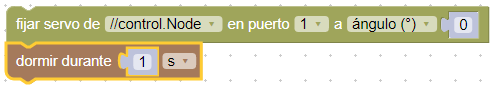 fijar servo de //control.Node en puerto 1 a ángulo (°) 0
dormir durante 1 s